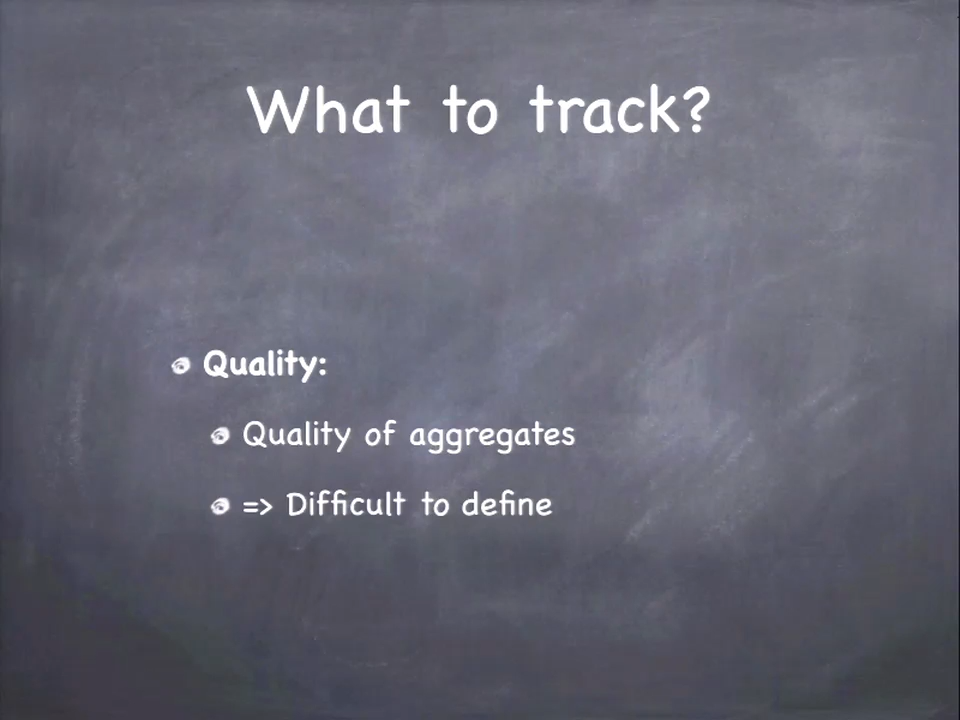 What to track?
Quality:
Quality of aggregates
=> Difficult to define